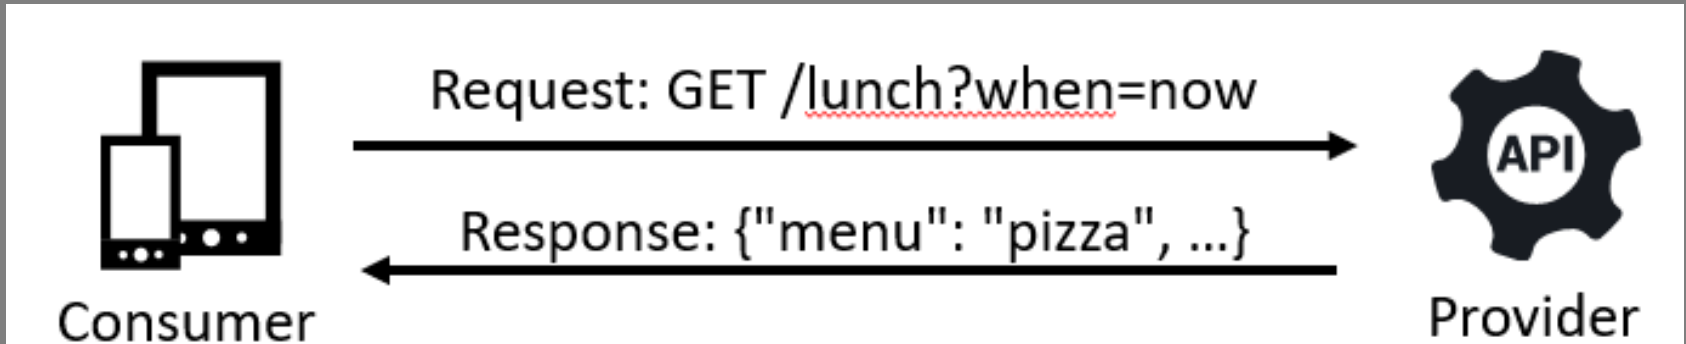 Request: GET /lunch?when=now
API
Response: {"menu": "pizza", ...}
Consumer
Provider